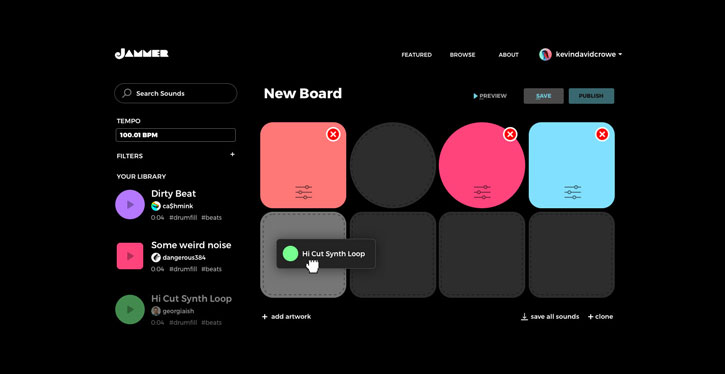 JAMMER
FEATURED
BROWSE
ABOUT
kevindavidcrowe
Search Sounds
New Board
PREVIEW
SAVE
PUBLISH
TEMPO
100.01 BPM
FILTERS
+
YOUR LIBRARY
Dirty Beat
ca$hmink
0:04 #drumfill #beats
Some weird noise
dangerous384
0:04 #drumfill #beats
Hi Cut Synth Loop
georgiaish
0:04 #drumfill #beats
Hi Cut Synth Loop
+ add artwork
save all sounds
+ clone